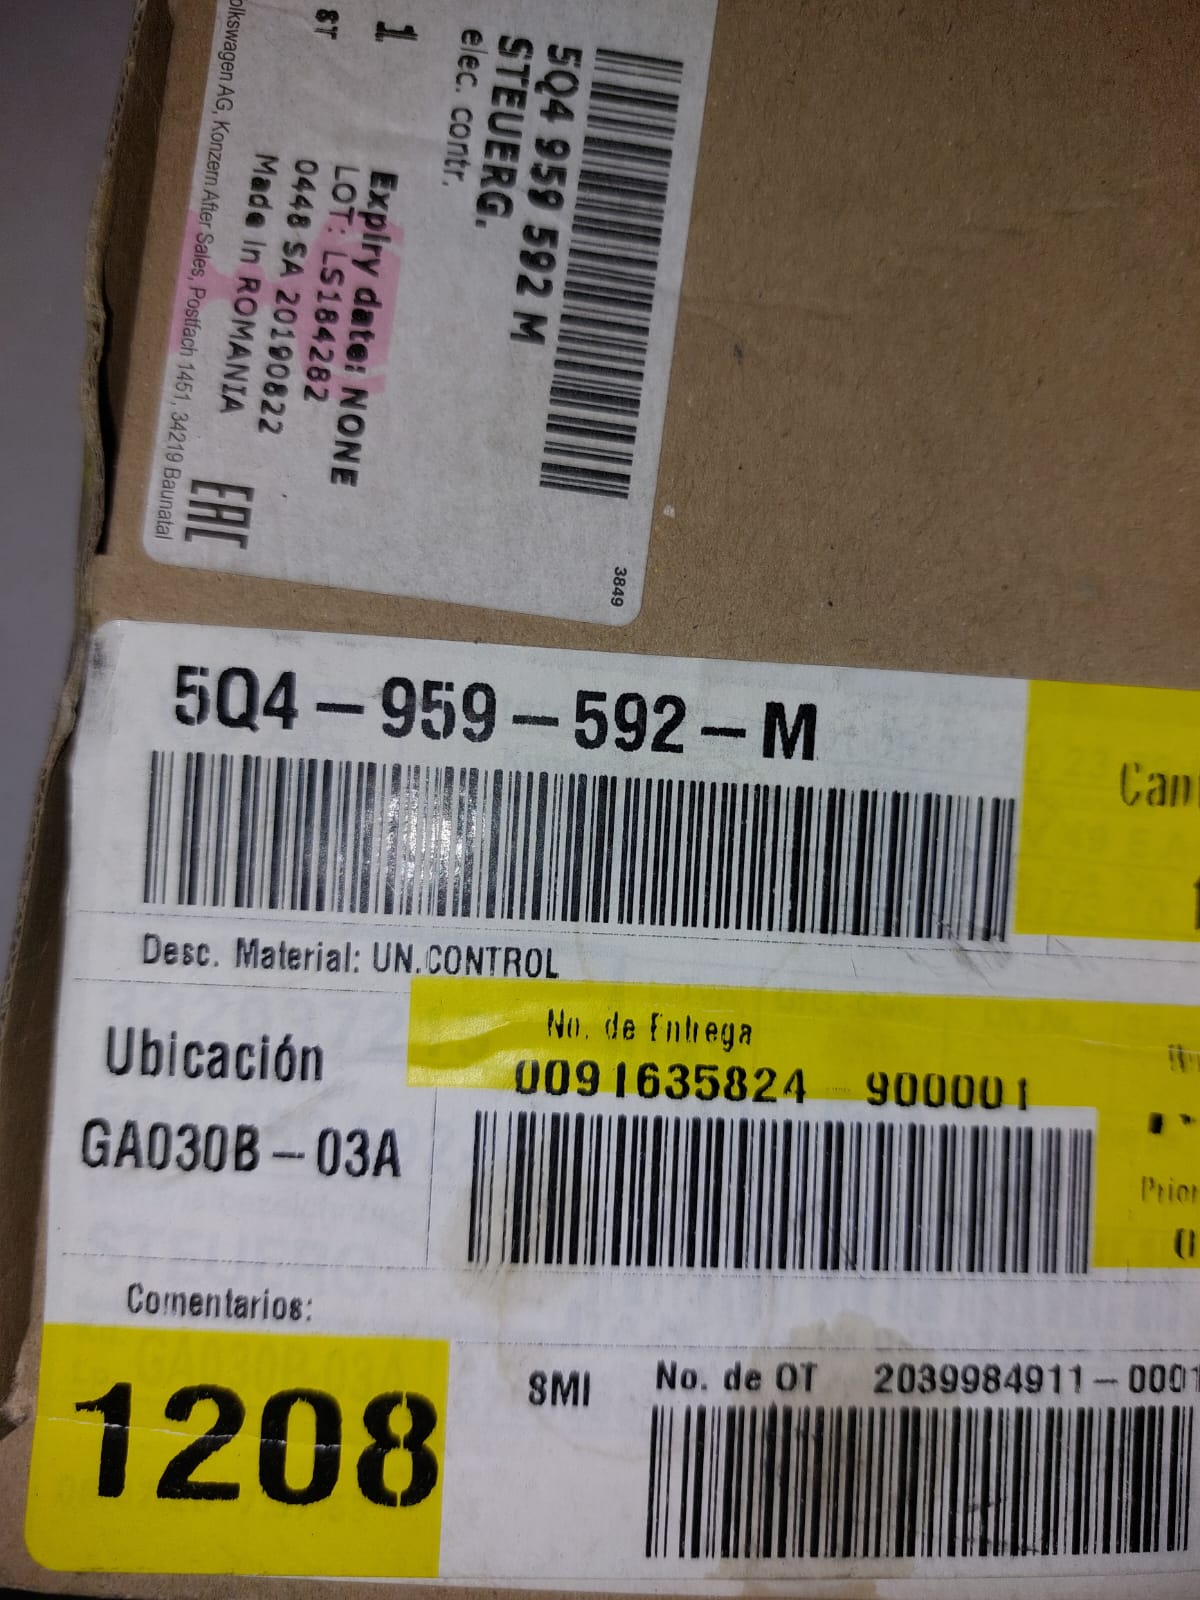 5Q4 959 592 M
STEUERG.
elec. contr.
1
ST
Expiry date: NONE
LOT: LS184282
0448 SA 20190822
Made in ROMANIA
EAC
AG, Konzern After Sales, Postfach 1451, 34219 Baunatal
3849
5Q4-959-592-M
Desc. Material: UN.CONTROL
Ubicación
GA030B-03A
No. de Entrega
0091635824 900001
Comentarios:
1208
SMI
No. de OT 2039984911-0001